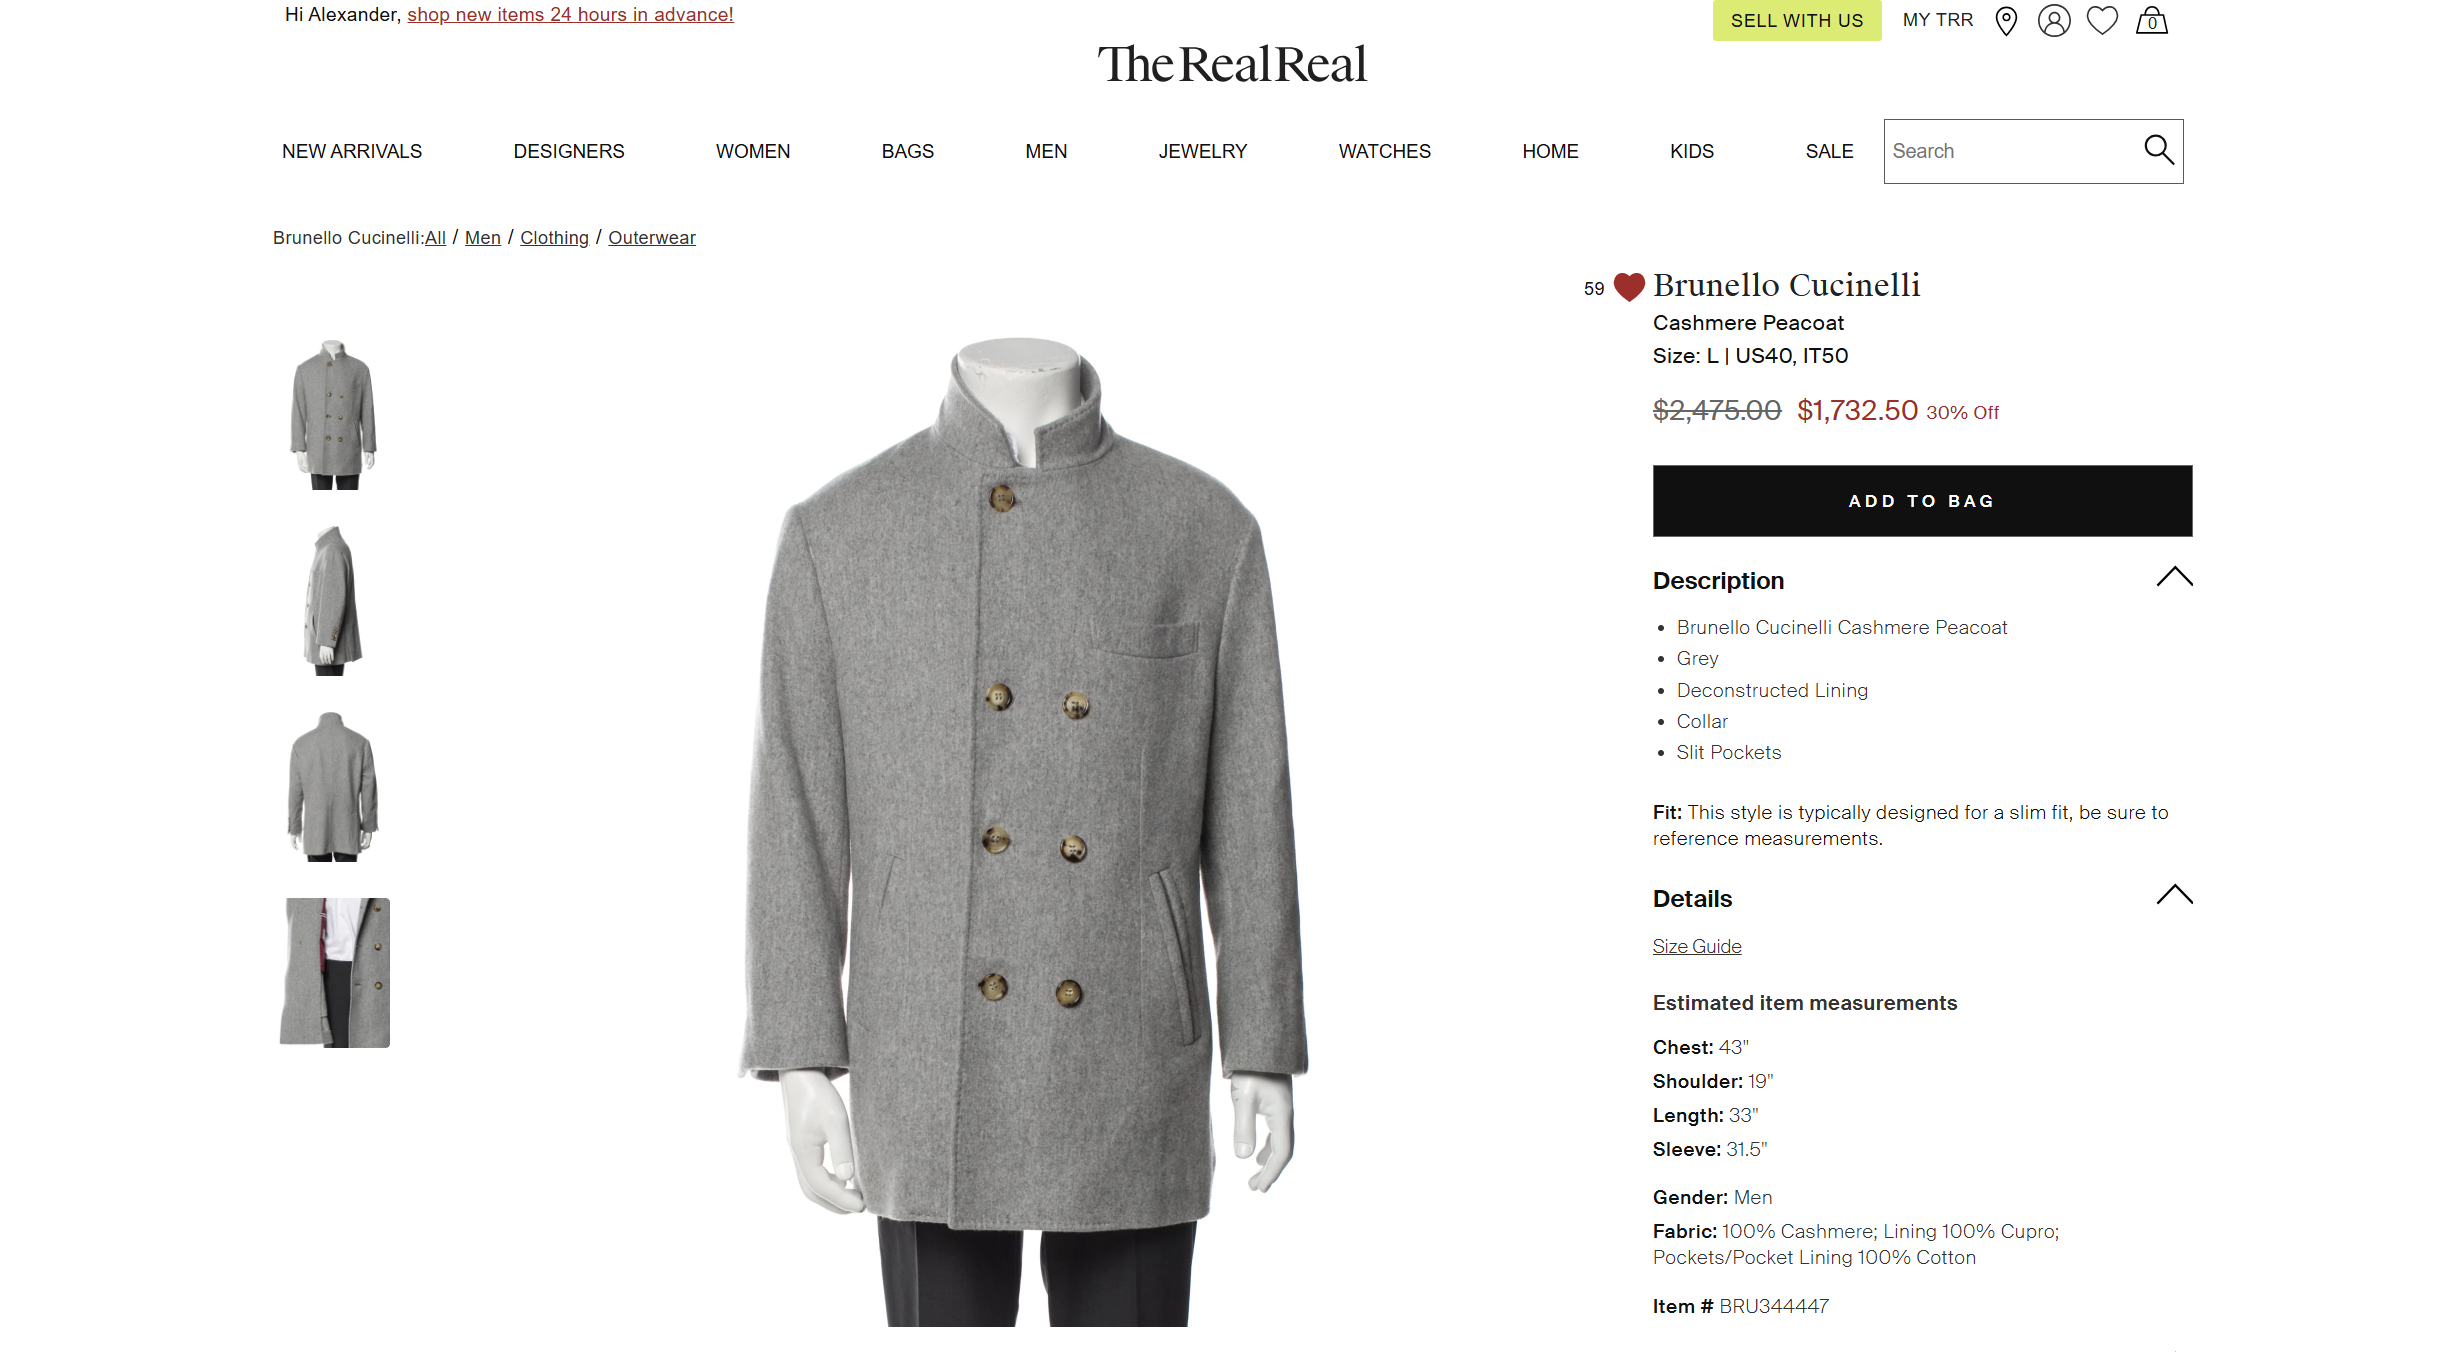 Hi Alexander, shop new items 24 hours in advance!
SELL WITH US
MY TRR
0
The RealReal
NEW ARRIVALS
DESIGNERS
WOMEN
BAGS
MEN
JEWELRY
WATCHES
HOME
KIDS
SALE
Search
Brunello Cucinelli:All / Men / Clothing / Outerwear
59
Brunello Cucinelli
Cashmere Peacoat
Size: L | US40, IT50
$2,475.00 $1,732.50 30% Off
ADD TO BAG
Description
• Brunello Cucinelli Cashmere Peacoat
• Grey
• Deconstructed Lining
• Collar
• Slit Pockets
Fit: This style is typically designed for a slim fit, be sure to
reference measurements.
Details
Size Guide
Estimated item measurements
Chest: 43"
Shoulder: 19"
Length: 33"
Sleeve: 31.5"
Gender: Men
Fabric: 100% Cashmere; Lining 100% Cupro;
Pockets/Pocket Lining 100% Cotton
Item # BRU344447